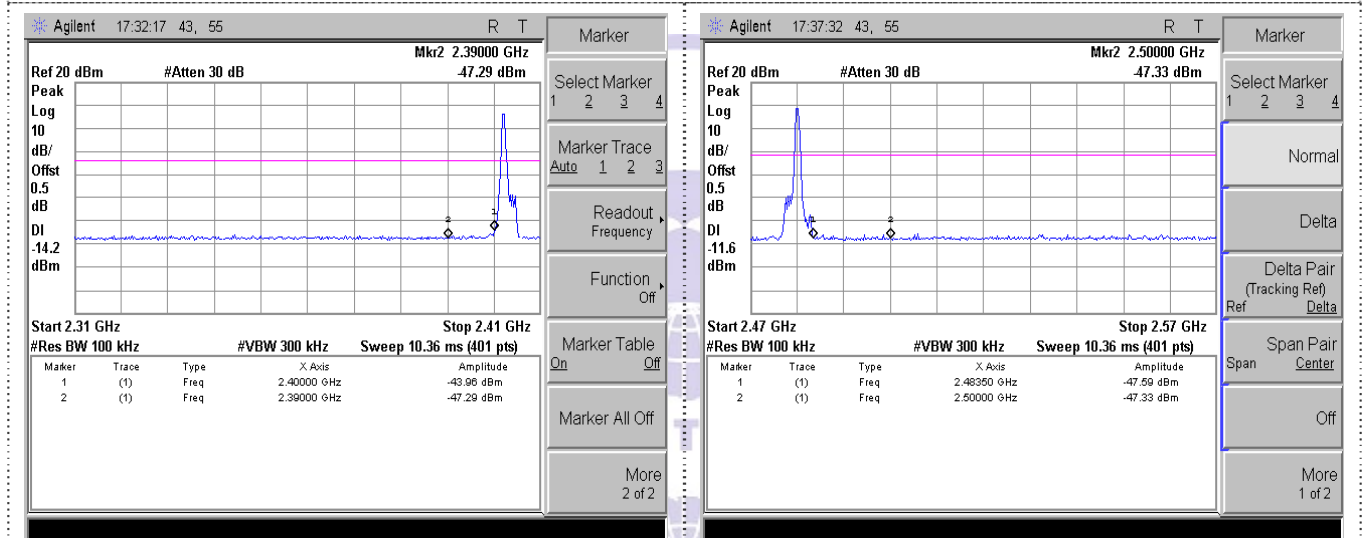 Agilent 17:32:17 43, 55 R T
Mkr2 2.39000 GHz
Ref 20 dBm #Atten 30 dB -47.29 dBm
Peak
Log
10
dB/
Offst
0.5
dB
DI
-14.2
dBm
2
1
Start 2.31 GHz Stop 2.41 GHz
#Res BW 100 kHz #VBW 300 kHz Sweep 10.36 ms (401 pts)
Marker Trace Type X Axis Amplitude
1 (1) Freq 2.40000 GHz -43.96 dBm
2 (1) Freq 2.39000 GHz -47.29 dBm
Marker
Select Marker
1 2 3 4
Marker Trace
Auto 1 2 3
Readout
Frequency
Function
Off
Marker Table
On Off
Marker All Off
More
2 of 2
Agilent 17:37:32 43, 55 R T
Mkr2 2.50000 GHz
Ref 20 dBm #Atten 30 dB -47.33 dBm
Peak
Log
10
dB/
Offst
0.5
dB
DI
-11.6
dBm
1
2
Start 2.47 GHz Stop 2.57 GHz
#Res BW 100 kHz #VBW 300 kHz Sweep 10.36 ms (401 pts)
Marker Trace Type X Axis Amplitude
1 (1) Freq 2.48350 GHz -47.59 dBm
2 (1) Freq 2.50000 GHz -47.33 dBm
Marker
Select Marker
1 2 3 4
Normal
Delta
Delta Pair
(Tracking Ref)
Ref Delta
Span Pair
Span Center
Off
More
1 of 2